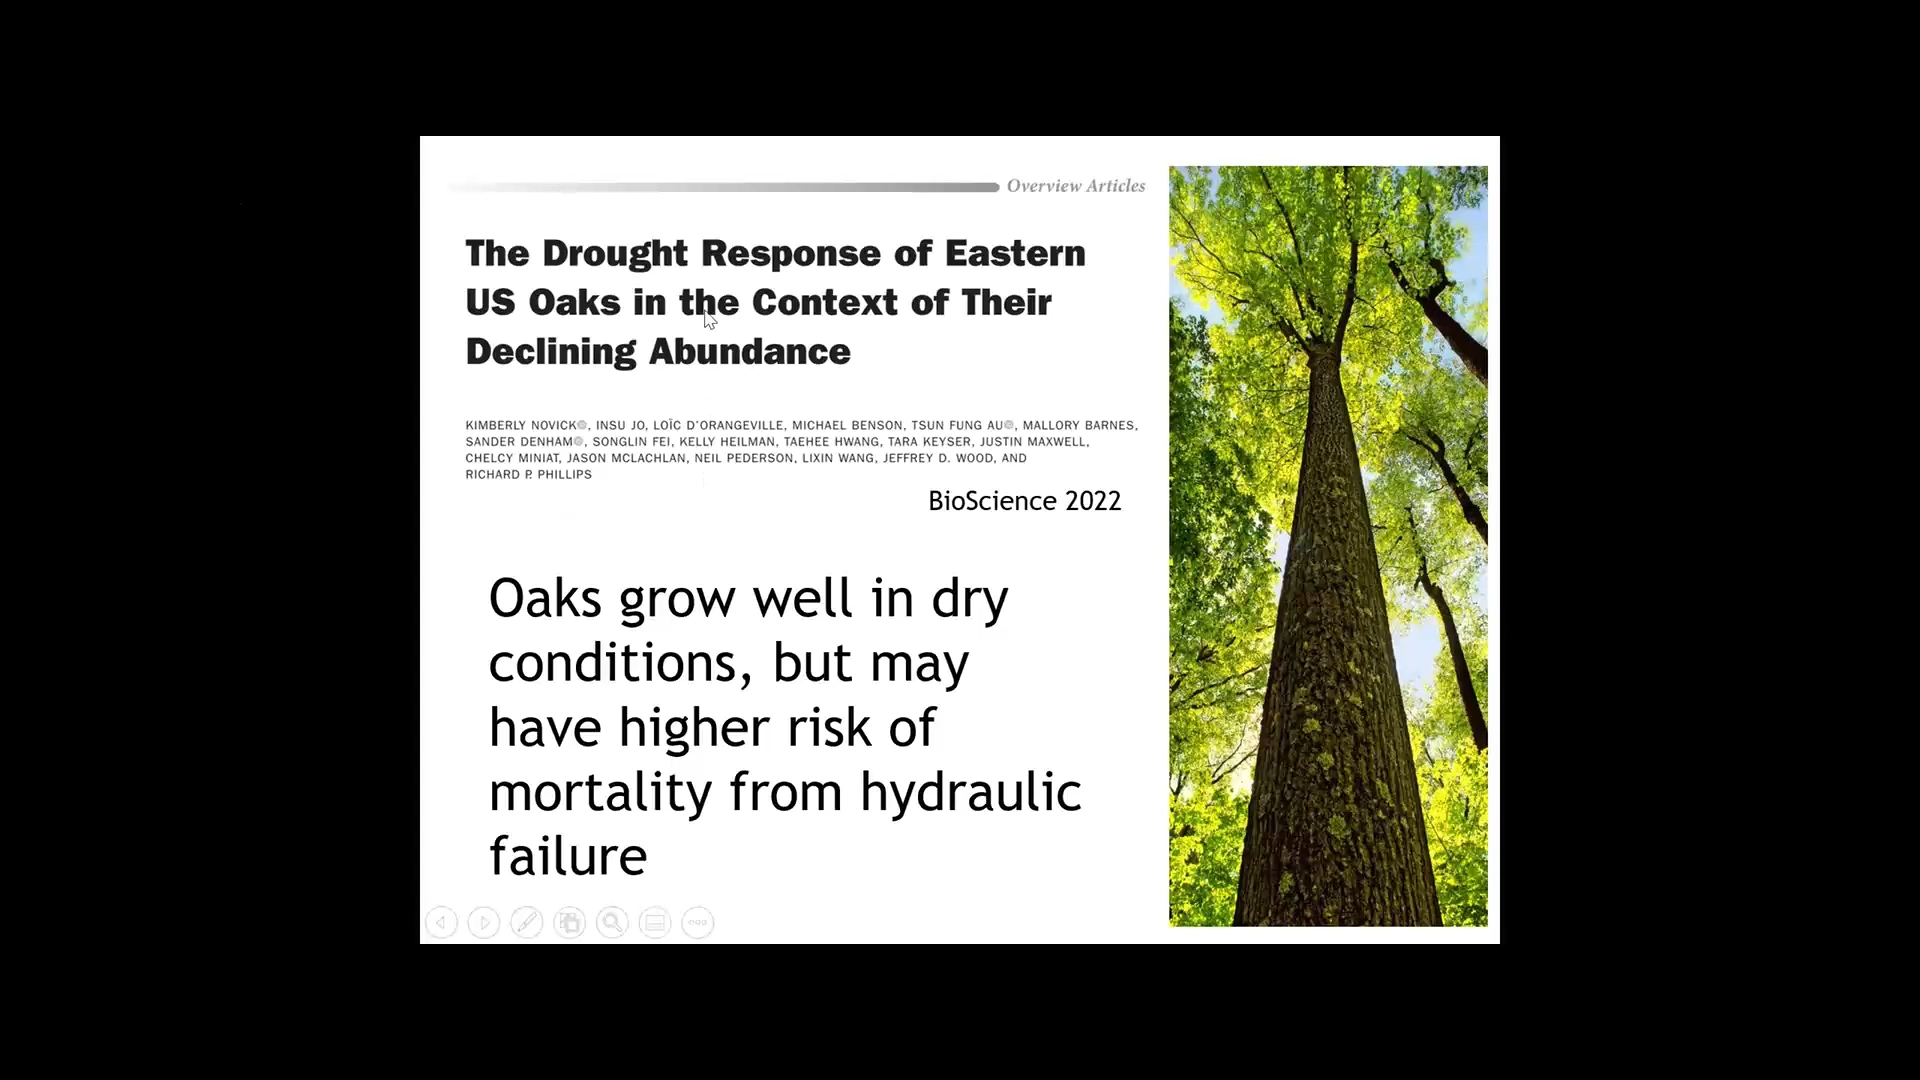 Overview Articles
The Drought Response of Eastern
US Oaks in the Context of Their
Declining Abundance
KIMBERLY NOVICK, INSU JO, LOÏC D'ORANGEVILLE, MICHAEL BENSON, TSUN FUNG AU, MALLORY BARNES,
SANDER DENHAM, SONGLIN FEI, KELLY HEILMAN, TAEHEE HWANG, TARA KEYSER, JUSTIN MAXWELL,
CHELCY MINIAT, JASON MCLACHLAN, NEIL PEDERSON, LIXIN WANG, JEFFREY D. WOOD, AND
RICHARD P. PHILLIPS
BioScience 2022
Oaks grow well in dry
conditions, but may
have higher risk of
mortality from hydraulic
failure